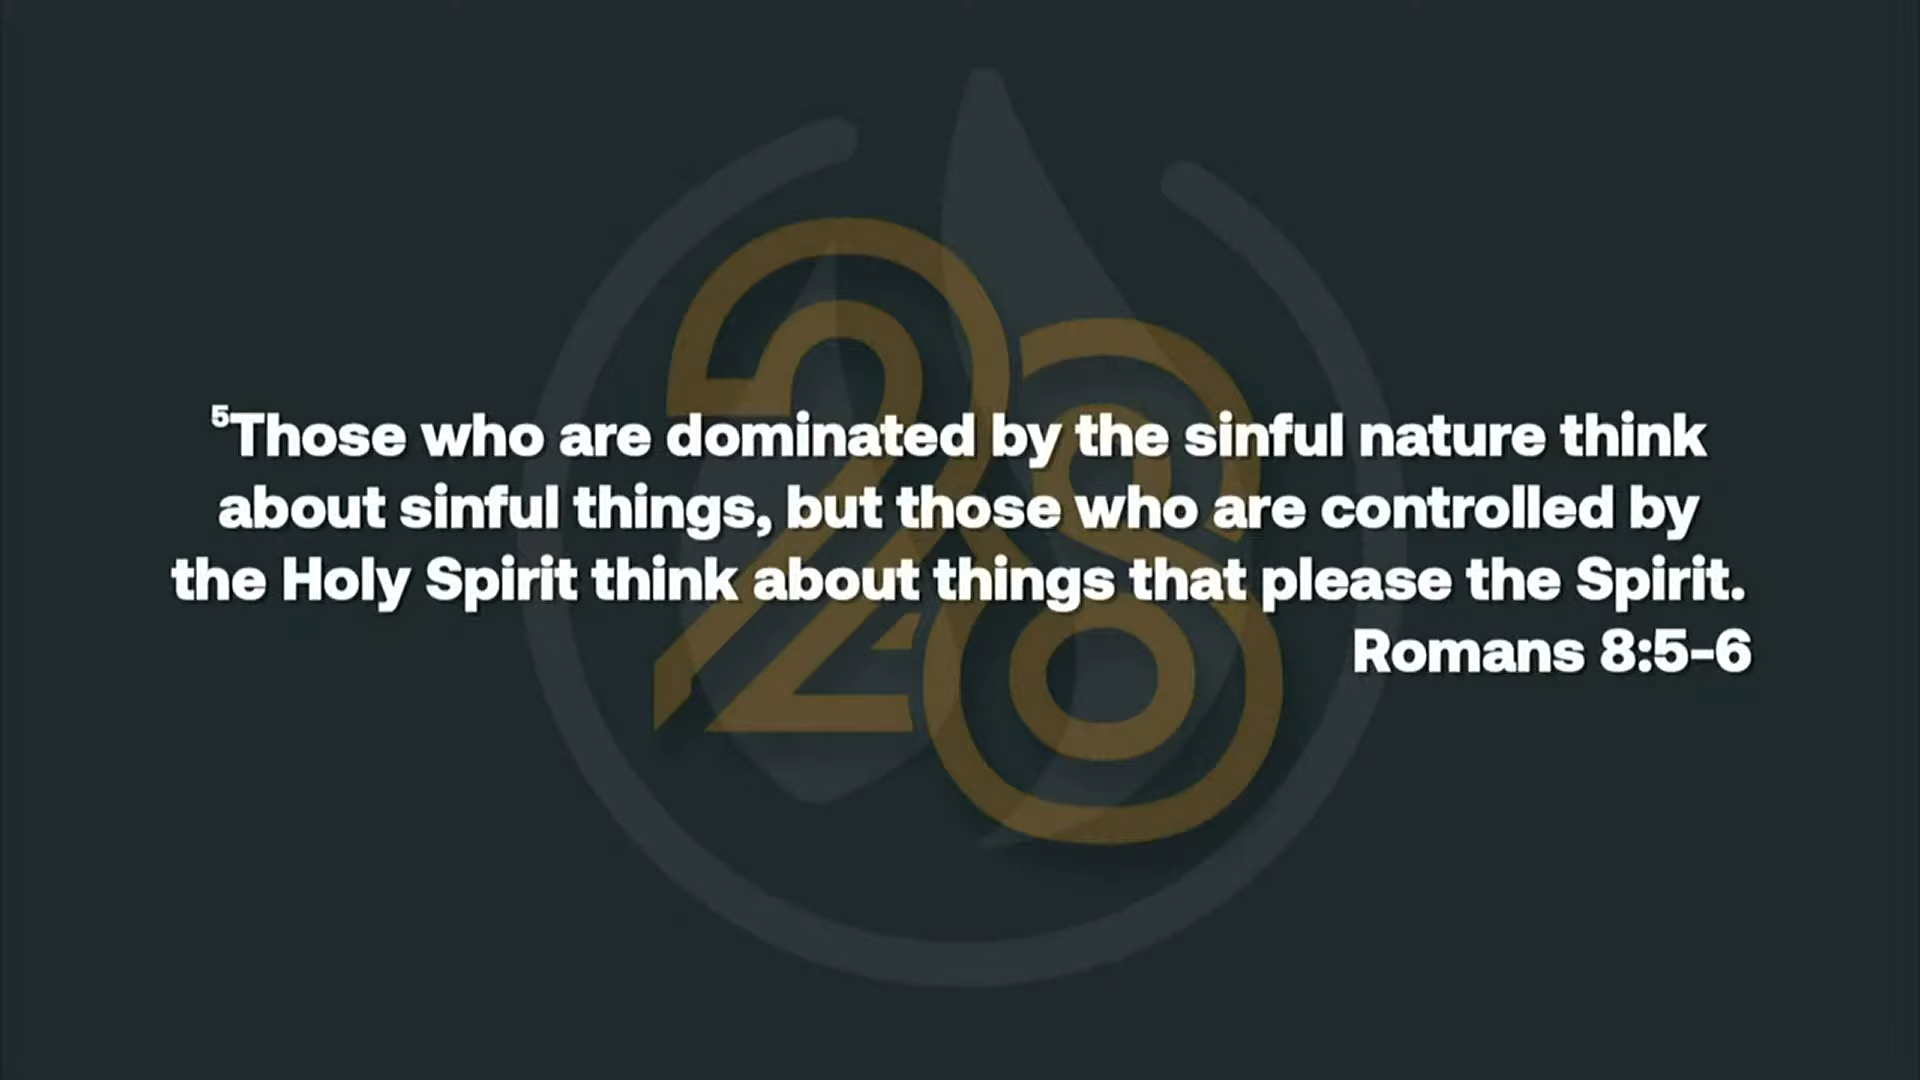 28
⁵Those who are dominated by the sinful nature think
about sinful things, but those who are controlled by
the Holy Spirit think about things that please the Spirit.
Romans 8:5-6